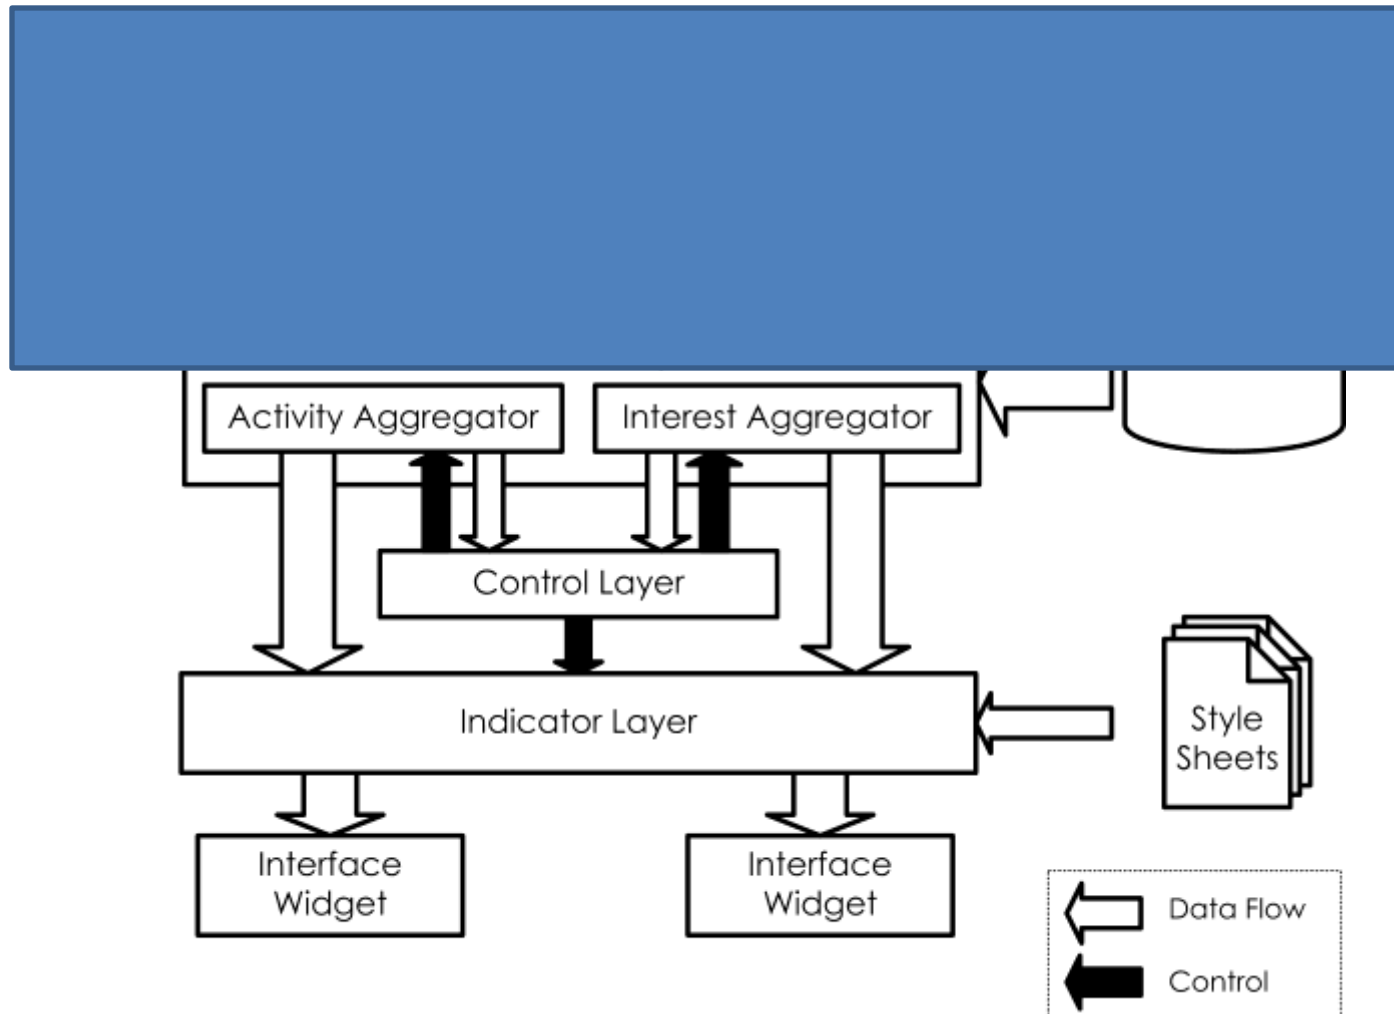 Activity Aggregator
Interest Aggregator
Control Layer
Indicator Layer
Style
Sheets
Interface
Widget
Interface
Widget
Data Flow
Control